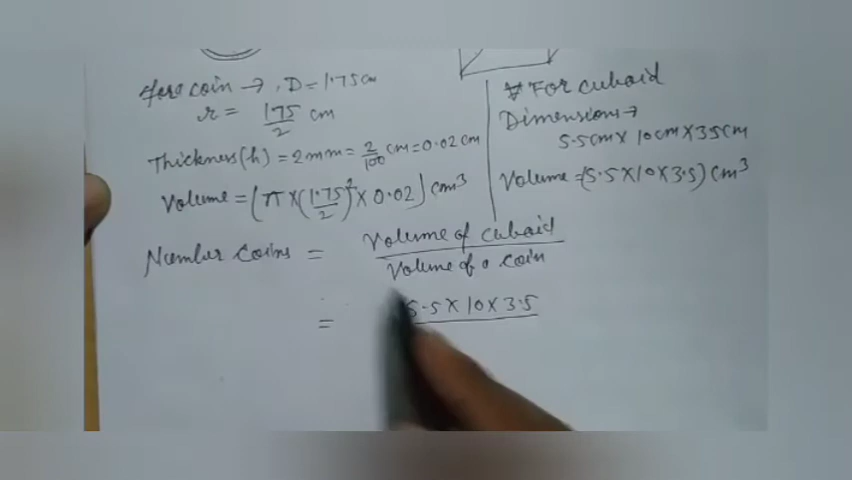 For coin → , D = 1.75 cm
r = 1.75/2 cm
Thickness (h) = 2 mm = 2/100 cm = 0.02 cm
Volume = (π × (1.75/2)² × 0.02) cm³
# For cuboid
Dimensions →
5.5 cm × 10 cm × 3.5 cm
Volume = (5.5 × 10 × 3.5) cm³
Number coins = Volume of cuboid / Volume of a coin
= 5.5 × 10 × 3.5